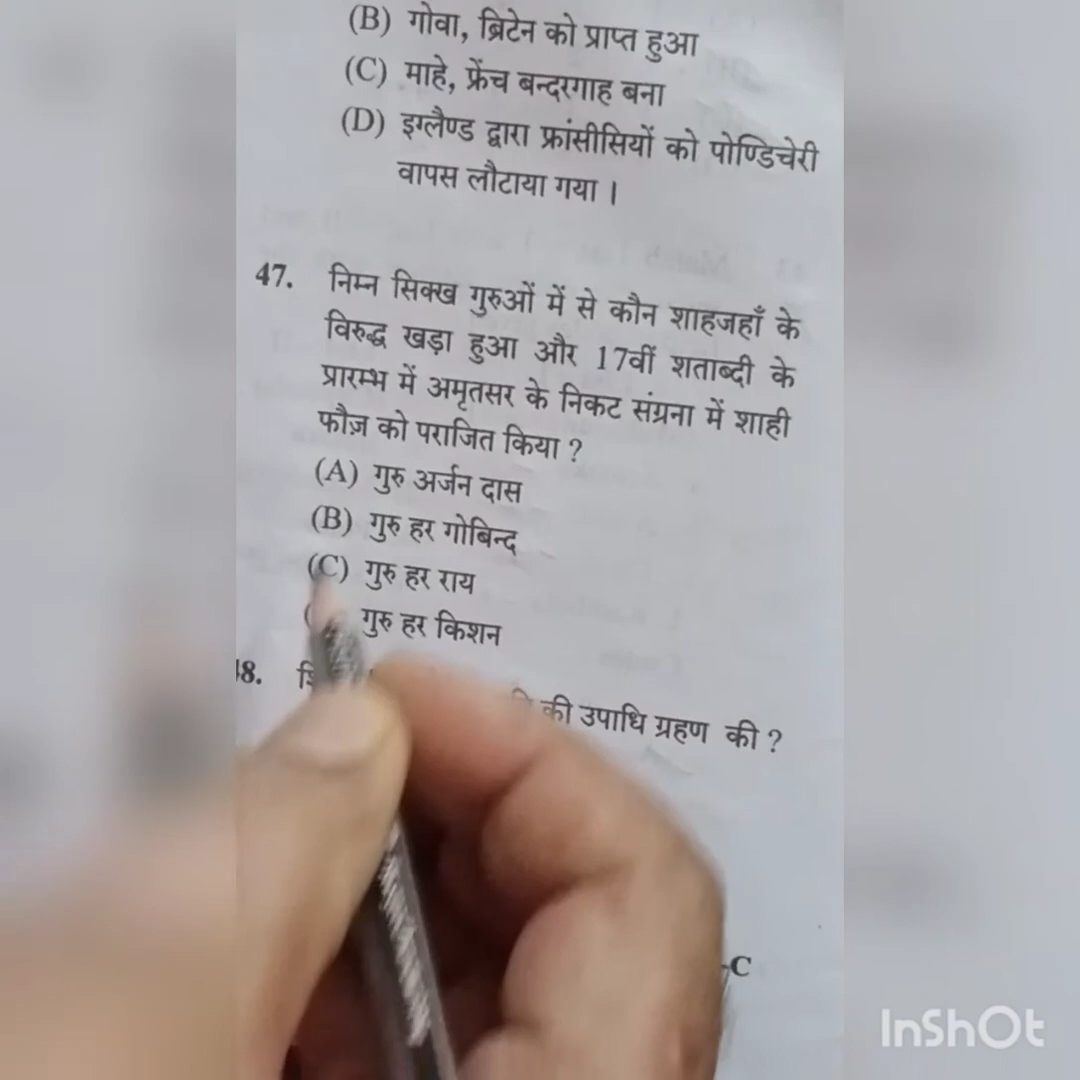 (B) गोवा, ब्रिटेन को प्राप्त हुआ
(C) माहे, फ्रेंच बन्दरगाह बना
(D) इग्लैण्ड द्वारा फ्रांसीसियों को पोण्डिचेरी
वापस लौटाया गया ।
47. निम्न सिक्ख गुरुओं में से कौन शाहजहाँ के
विरुद्ध खड़ा हुआ और 17वीं शताब्दी के
प्रारम्भ में अमृतसर के निकट संग्रना में शाही
फौज़ को पराजित किया ?
(A) गुरु अर्जन दास
(B) गुरु हर गोबिन्द
(C) गुरु हर राय
गुरु हर किशन
की उपाधि ग्रहण की ?
C
InShOt